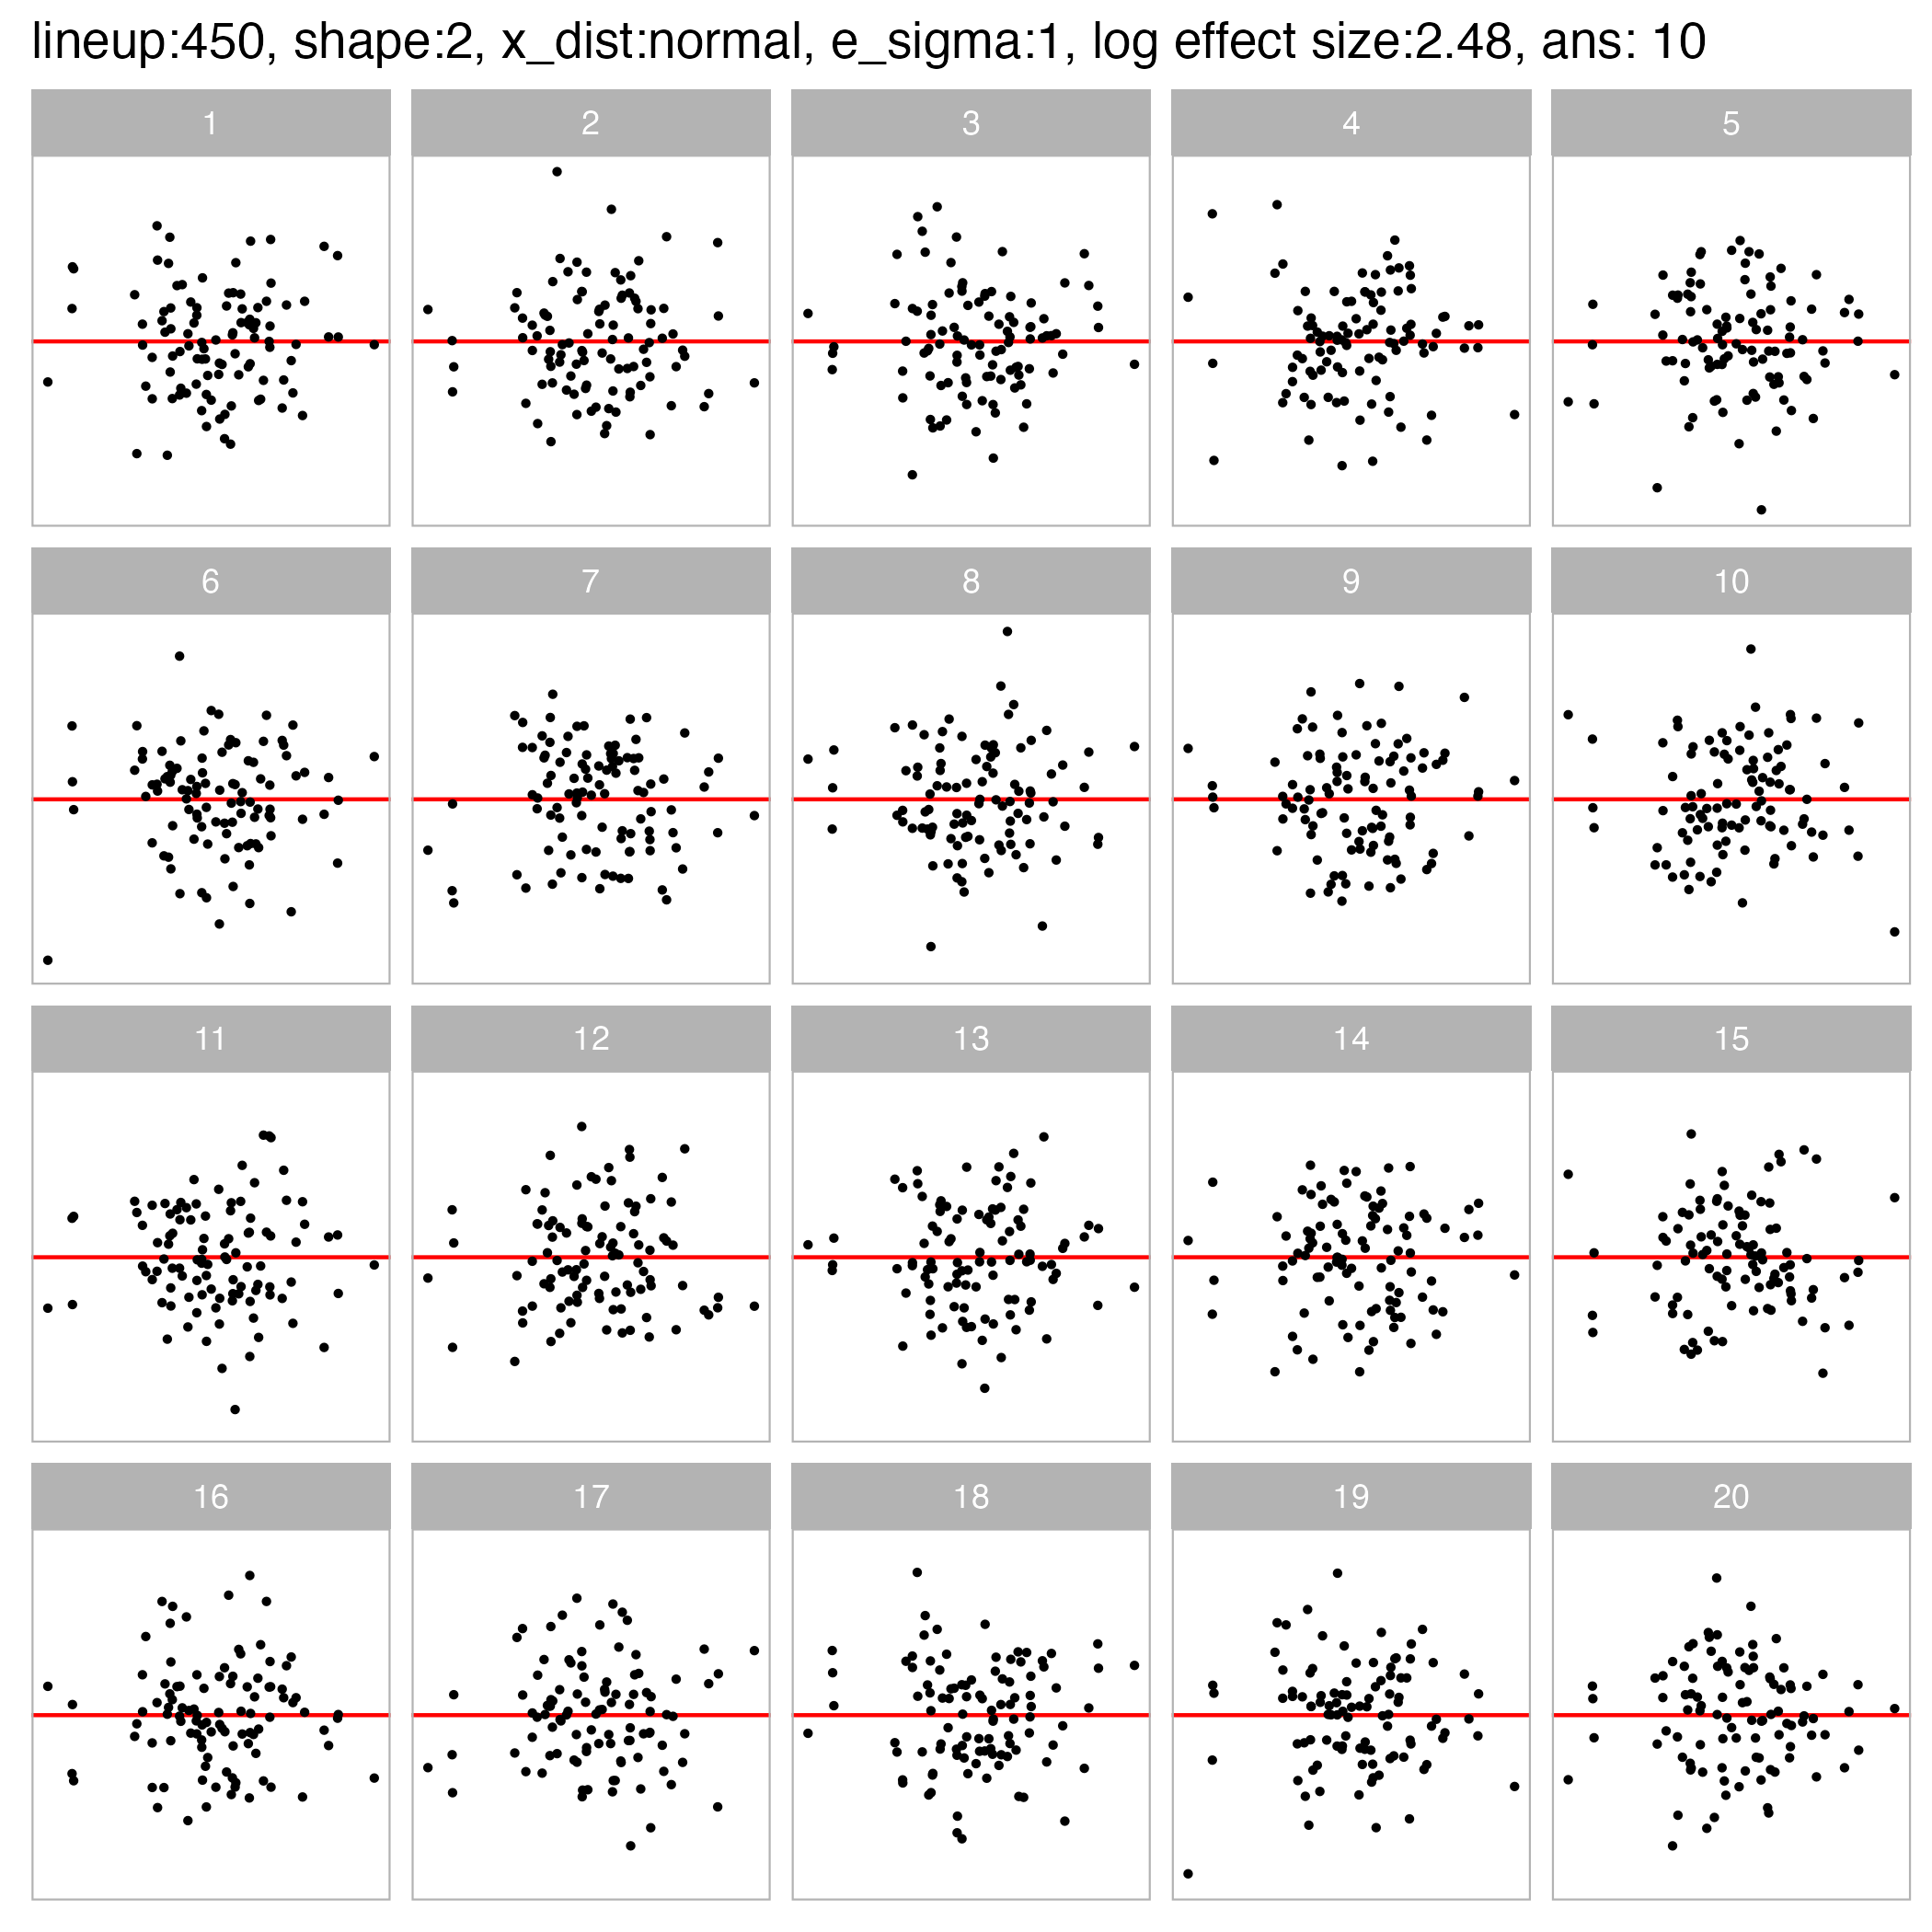 lineup:450, shape:2, x_dist:normal, e_sigma:1, log effect size:2.48, ans: 10
1 2 3 4 5
6 7 8 9 10
11 12 13 14 15
16 17 18 19 20